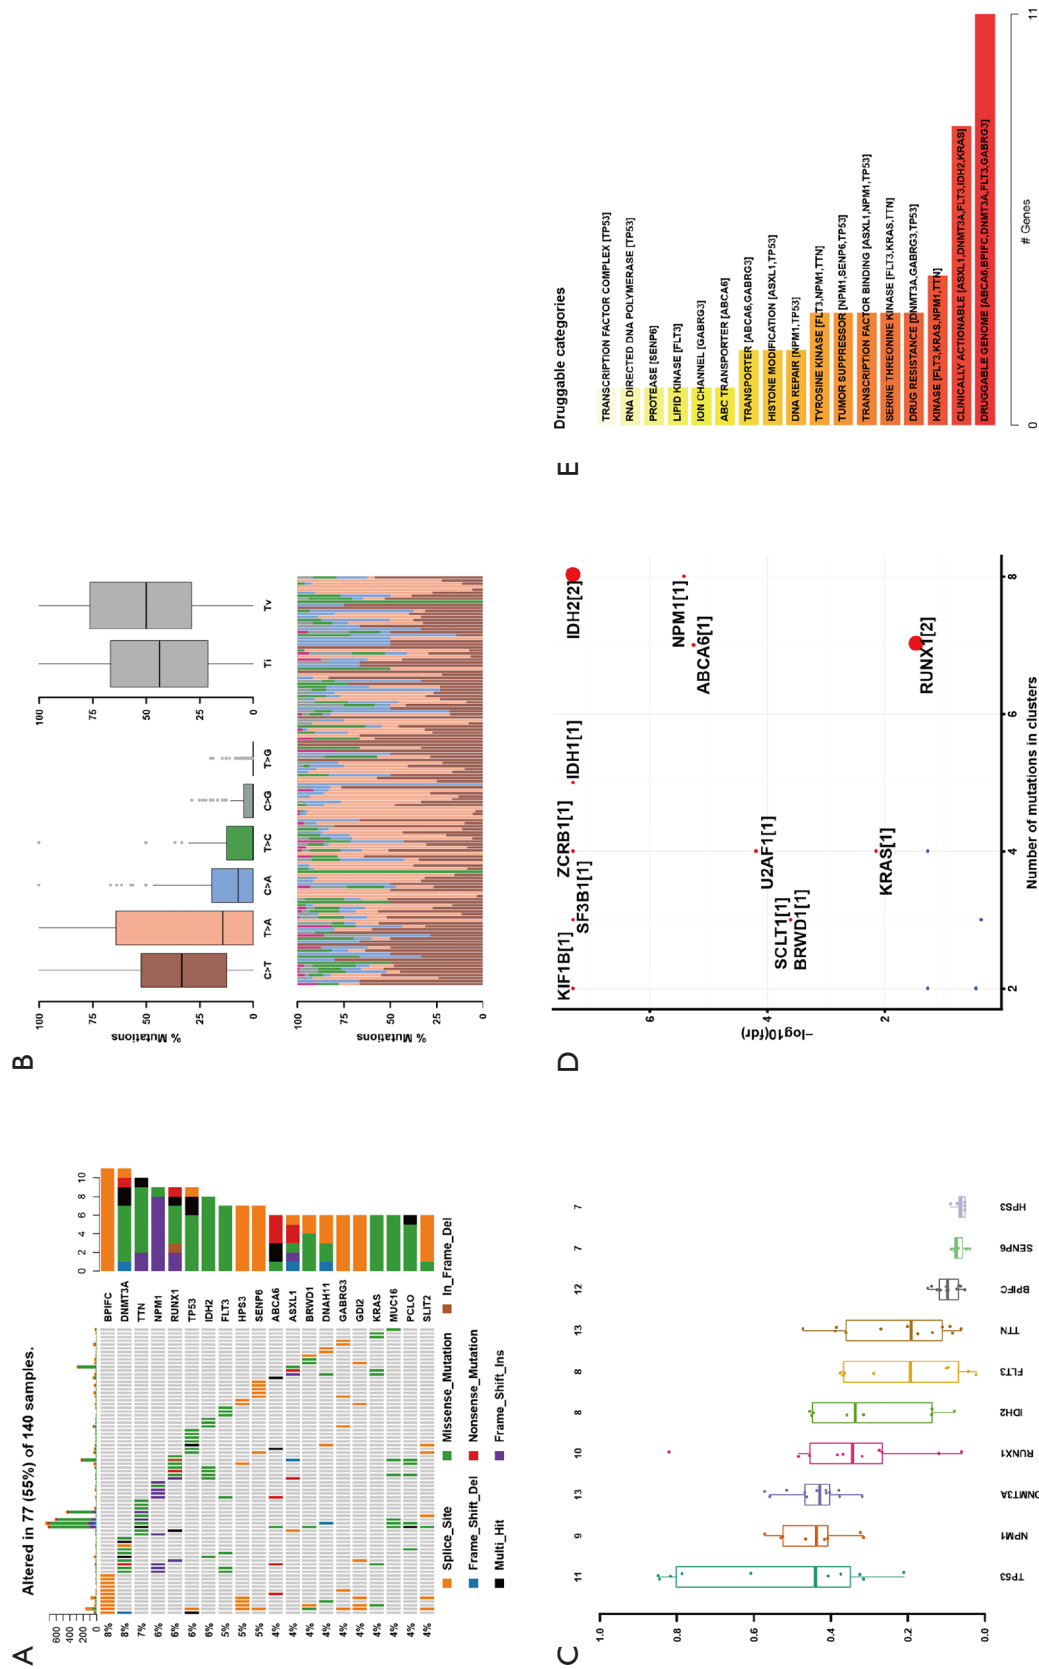 A
Altered in 77 (55%) of 140 samples.
600
400
200
0
0 2 4 6 8 10
8% BPIFC
8% DNMT3A
7% TTN
6% NPM1
6% RUNX1
6% TP53
6% IDH2
5% FLT3
5% HPS3
5% SENP6
4% ABCA6
4% ASXL1
4% BRWD1
4% DNAH11
4% GABRG3
4% GDI2
4% KRAS
4% MUC16
4% PCLO
4% SLIT2
Splice_Site
Missense_Mutation
In_Frame_Del
Frame_Shift_Del
Nonsense_Mutation
Multi_Hit
Frame_Shift_Ins
B
% Mutations
100
75
50
25
0
C>T T>A C>A T>C C>G T>G
100
75
50
25
0
Ti Tv
% Mutations
100
75
50
25
0
C
11 9 13 10 8 8 13 12 7 7
1.0
0.8
0.6
0.4
0.2
0.0
TP53 NPM1 DNMT3A RUNX1 IDH2 FLT3 TTN BPIFC SENP6 HPS3
D
−log10(fdr)
6
4
2
KIF1B[1]
SF3B1[1]
ZCRB1[1]
IDH1[1]
IDH2[2]
NPM1[1]
ABCA6[1]
U2AF1[1]
SCLT1[1]
BRWD1[1]
KRAS[1]
RUNX1[2]
2 4 6 8
Number of mutations in clusters
E
Druggable categories
TRANSCRIPTION FACTOR COMPLEX [TP53]
RNA DIRECTED DNA POLYMERASE [TP53]
PROTEASE [SENP6]
LIPID KINASE [FLT3]
ION CHANNEL [GABRG3]
ABC TRANSPORTER [ABCA6]
TRANSPORTER [ABCA6,GABRG3]
HISTONE MODIFICATION [ASXL1,TP53]
DNA REPAIR [NPM1,TP53]
TYROSINE KINASE [FLT3,NPM1,TTN]
TUMOR SUPPRESSOR [NPM1,SENP6,TP53]
TRANSCRIPTION FACTOR BINDING [ASXL1,NPM1,TP53]
SERINE THREONINE KINASE [FLT3,KRAS,TTN]
DRUG RESISTANCE [DNMT3A,GABRG3,TP53]
KINASE [FLT3,KRAS,NPM1,TTN]
CLINICALLY ACTIONABLE [ASXL1,DNMT3A,FLT3,IDH2,KRAS]
DRUGGABLE GENOME [ABCA6,BPIFC,DNMT3A,FLT3,GABRG3]
0 11
# Genes